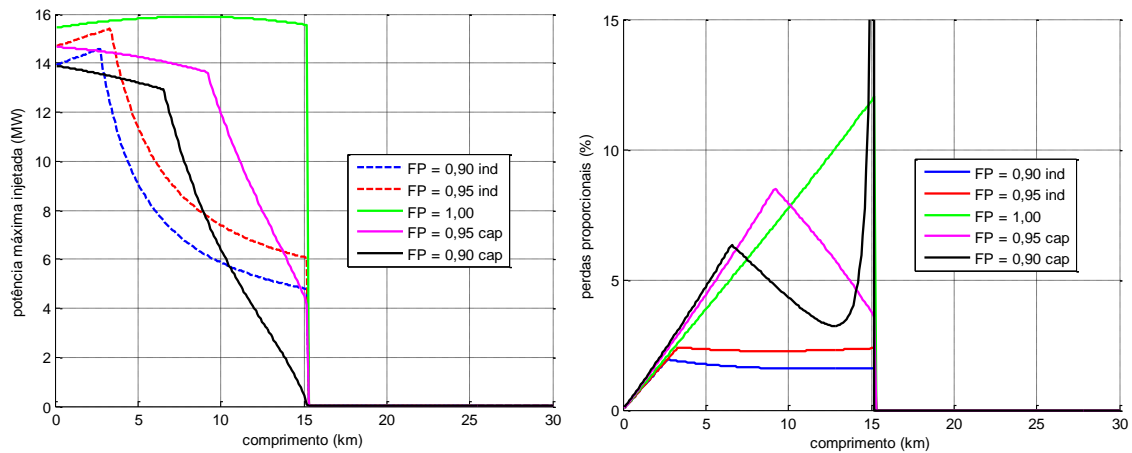 potência máxima injetada (MW)
16
14
12
10
8
6
4
2
0
FP = 0,90 ind
FP = 0,95 ind
FP = 1,00
FP = 0,95 cap
FP = 0,90 cap
0 5 10 15 20 25 30
comprimento (km)
perdas proporcionais (%)
15
10
5
0
FP = 0,90 ind
FP = 0,95 ind
FP = 1,00
FP = 0,95 cap
FP = 0,90 cap
0 5 10 15 20 25 30
comprimento (km)